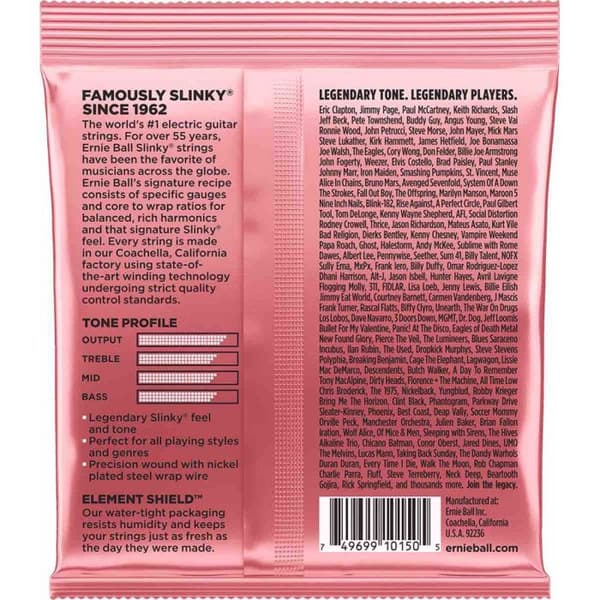 FAMOUSLY SLINKY®
SINCE 1962
The world's #1 electric guitar
strings. For over 55 years,
Ernie Ball Slinky® strings
have been the favorite of
musicians across the globe.
Ernie Ball's signature recipe
consists of specific gauges
and core to wrap ratios for
balanced, rich harmonics and
that signature Slinky®
feel. Every string is made
in our Coachella, California
factory using state-of-
the-art winding technology
undergoing strict quality
control standards.
TONE PROFILE
OUTPUT
TREBLE
MID
BASS
• Legendary Slinky® feel
and tone
• Perfect for all playing styles
and genres
• Precision wound with nickel
plated steel wrap wire
ELEMENT SHIELD™
Our water-tight packaging
resists humidity and keeps
your strings just as fresh as
the day they were made.
LEGENDARY TONE. LEGENDARY PLAYERS.
Eric Clapton, Jimmy Page, Paul McCartney, Keith Richards, Slash
Jeff Beck, Pete Townshend, Buddy Guy, Angus Young, Steve Vai
Ronnie Wood, John Petrucci, Steve Morse, John Mayer, Mick Mars
Steve Lukather, Kirk Hammett, James Hetfield, Joe Bonamassa
Joe Walsh, The Eagles, Cory Wong, Don Felder, Billie Joe Armstrong
John Fogerty, Weezer, Elvis Costello, Brad Paisley, Paul Stanley
Johnny Marr, Iron Maiden, Smashing Pumpkins, St. Vincent, Muse
Alice In Chains, Bruno Mars, Avenged Sevenfold, System Of A Down
The Strokes, Fall Out Boy, The Offspring, Marilyn Manson, Maroon 5
Nine Inch Nails, Blink-182, Rise Against, A Perfect Circle, Paul Gilbert
Tool, Tom DeLonge, Kenny Wayne Shepherd, AFI, Social Distortion
Rodney Crowell, Thrice, Jason Richardson, Mateus Asato, Kurt Vile
Bad Religion, Dierks Bentley, Kenny Chesney, Vampire Weekend
Papa Roach, Ghost, Halestorm, Andy McKee, Sublime with Rome
Dawes, Albert Lee, Pennywise, Seether, Sum 41, Billy Talent, NOFX
Sully Erna, MxPx, Frank Iero, Billy Duffy, Omar Rodriguez-Lopez
Dhani Harrison, Alt-J, Jason Isbell, Hunter Hayes, Avril Lavigne
Flogging Molly, 311, FIDLAR, Lisa Loeb, Jenny Lewis, Billie Eilish
Jimmy Eat World, Courtney Barnett, Carmen Vandenberg, J Mascis
Frank Turner, Rascal Flatts, Biffy Clyro, Unearth, The War On Drugs
Los Lobos, Dave Navarro, 3 Doors Down, MGMT, Dr. Dog, Jeff Loomis
Bullet For My Valentine, Panic! At The Disco, Eagles of Death Metal
New Found Glory, Pierce The Veil, The Lumineers, Blues Saraceno
Incubus, Ilan Rubin, The Used, Dropkick Murphys, Steve Stevens
Polyphia, Breaking Benjamin, Cage The Elephant, Lagwagon, Lissie
Mac DeMarco, Descendents, Butch Walker, A Day To Remember
Tony MacAlpine, Dirty Heads, Florence + The Machine, All Time Low
Chris Broderick, The 1975, Nickelback, Yungblud, Robby Krieger
Bring Me The Horizon, Clint Black, Phantogram, Parkway Drive
Sleater-Kinney, Phoenix, Best Coast, Deap Vally, Soccer Mommy
Orville Peck, Manchester Orchestra, Julien Baker, Brian Fallon
Iration, Wolf Alice, Of Mice & Men, Sleeping with Sirens, The Hives
Alkaline Trio, Chicano Batman, Conor Oberst, Jared Dines, UMO
The Melvins, Lucas Mann, Taking Back Sunday, The Dandy Warhols
Duran Duran, Every Time I Die, Walk The Moon, Rob Chapman
Charlie Parra, Fluff, Steve Terreberry, Neck Deep, Beartooth
Gojira, Rick Springfield, and thousands more. Join the legacy.
7 49699 10150 5
Manufactured at:
Ernie Ball Inc.
Coachella, California
U.S.A. 92236
ernieball.com